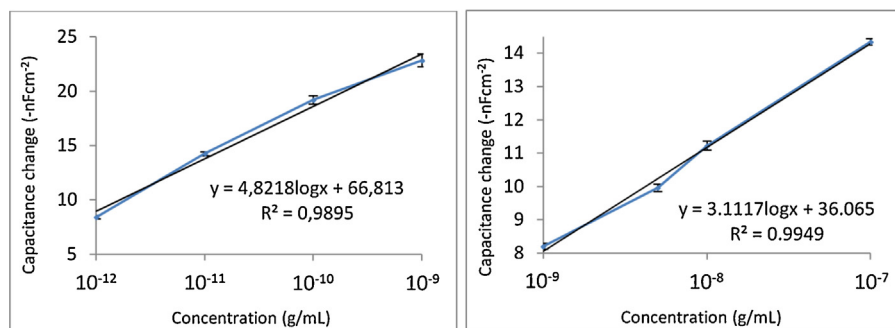 25
20
15
10
5
Capacitance change (-nFcm⁻²)
y = 4,8218logx + 66,813
R² = 0,9895
10⁻¹² 10⁻¹¹ 10⁻¹⁰ 10⁻⁹
Concentration (g/mL)
14
13
12
11
10
9
8
Capacitance change (-nFcm⁻²)
y = 3.1117logx + 36.065
R² = 0.9949
10⁻⁹ 10⁻⁸ 10⁻⁷
Concentration (g/mL)